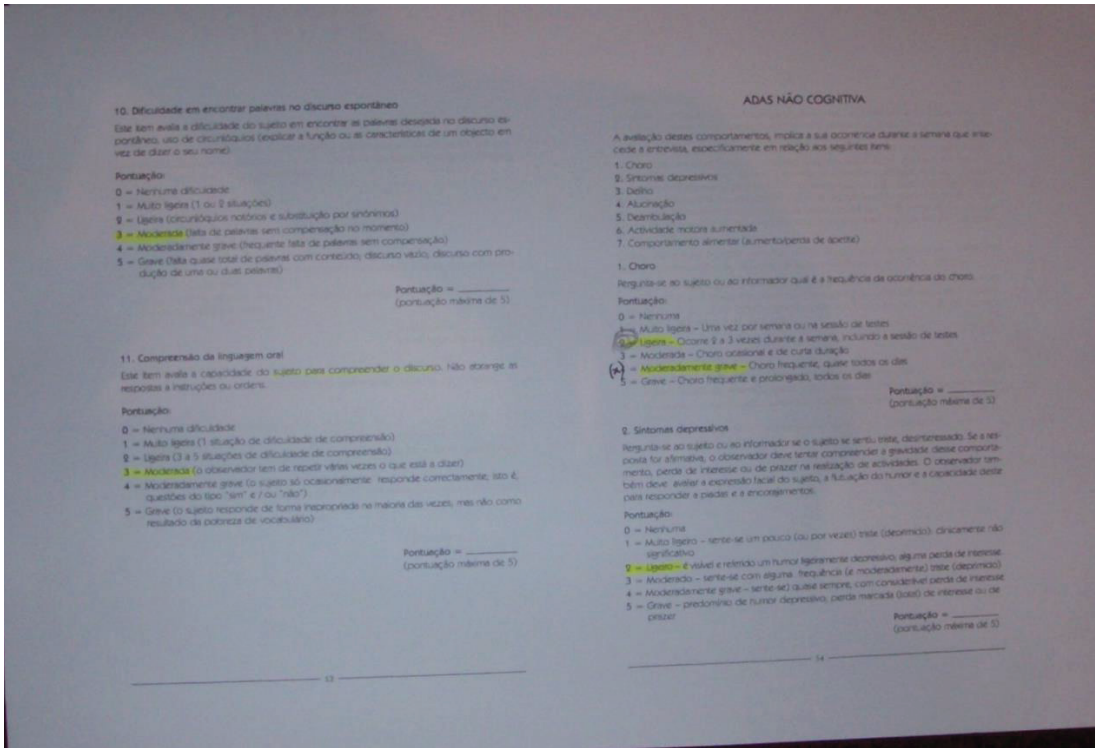 10. Dificuldade em encontrar palavras no discurso espontâneo
Este item avalia a dificuldade do sujeito em encontrar as palavras desejada no discurso es-
pontâneo; uso de circunlóquios (explicar a função ou as características de um objecto em
vez de dizer o seu nome)
Pontuação:
0 = Nenhuma dificuldade
1 = Muito ligeira (1 ou 2 situações)
2 = Ligeira (circunlóquios notórios e substituição por sinónimos)
3 = Moderada (falta de palavras sem compensação no momento)
4 = Moderadamente grave (frequente falta de palavras sem compensação)
5 = Grave (falta quase total de palavras com conteúdo; discurso vazio; discurso com pro-
dução de uma ou duas palavras)
Pontuação = ________
(pontuação máxima de 5)
11. Compreensão da linguagem oral
Este item avalia a capacidade do sujeito para compreender o discurso. Não abrange as
respostas a instruções ou ordens.
Pontuação:
0 = Nenhuma dificuldade
1 = Muito ligeira (1 situação de dificuldade de compreensão)
2 = Ligeira (3 a 5 situações de dificuldade de compreensão)
3 = Moderada (o observador tem de repetir várias vezes o que está a dizer)
4 = Moderadamente grave (o sujeito só ocasionalmente responde correctamente, isto é,
questões do tipo "sim" e / ou "não")
5 = Grave (o sujeito responde de forma inapropriada na maioria das vezes, mas não como
resultado da pobreza de vocabulário)
Pontuação = ________
(pontuação máxima de 5)
13
ADAS NÃO COGNITIVA
A avaliação destes comportamentos, implica a sua ocorrência durante a semana que ante-
cede a entrevista, especificamente em relação aos seguintes itens:
1. Choro
2. Sintomas depressivos
3. Delírio
4. Alucinação
5. Deambulação
6. Actividade motora aumentada
7. Comportamento alimentar (aumento/perda de apetite)
1. Choro
Pergunta-se ao sujeito ou ao informador qual é a frequência da ocorrência do choro.
Pontuação:
0 = Nenhuma
1 = Muito ligeira – Uma vez por semana ou na sessão de testes
2 = Ligeira – Ocorre 2 a 3 vezes durante a semana, incluindo a sessão de testes
3 = Moderada – Choro ocasional e de curta duração
= Moderadamente grave – Choro frequente, quase todos os dias
5 = Grave – Choro frequente e prolongado, todos os dias
Pontuação = ________
(pontuação máxima de 5)
2. Sintomas depressivos
Pergunta-se ao sujeito ou ao informador se o sujeito se sentiu triste, desinteressado. Se a res-
posta for afirmativa, o observador deve tentar compreender a gravidade desse comporta-
mento, perda de interesse ou de prazer na realização de actividades. O observador tam-
bém deve avaliar a expressão facial do sujeito, a flutuação do humor e a capacidade deste
para responder a piadas e a encorajamentos.
Pontuação:
0 = Nenhuma
1 = Muito ligeiro – sente-se um pouco (ou por vezes) triste (deprimido); clinicamente não
significativo
2 = Ligeiro – é visível e referido um humor ligeiramente depressivo; alguma perda de interesse
3 = Moderado – sente-se com alguma frequência (e moderadamente) triste (deprimido)
4 = Moderadamente grave – sente-se) quase sempre, com considerável perda de interesse
5 = Grave – predomínio de humor depressivo; perda marcada (total) de interesse ou de
prazer
Pontuação = ________
(pontuação máxima de 5)
14